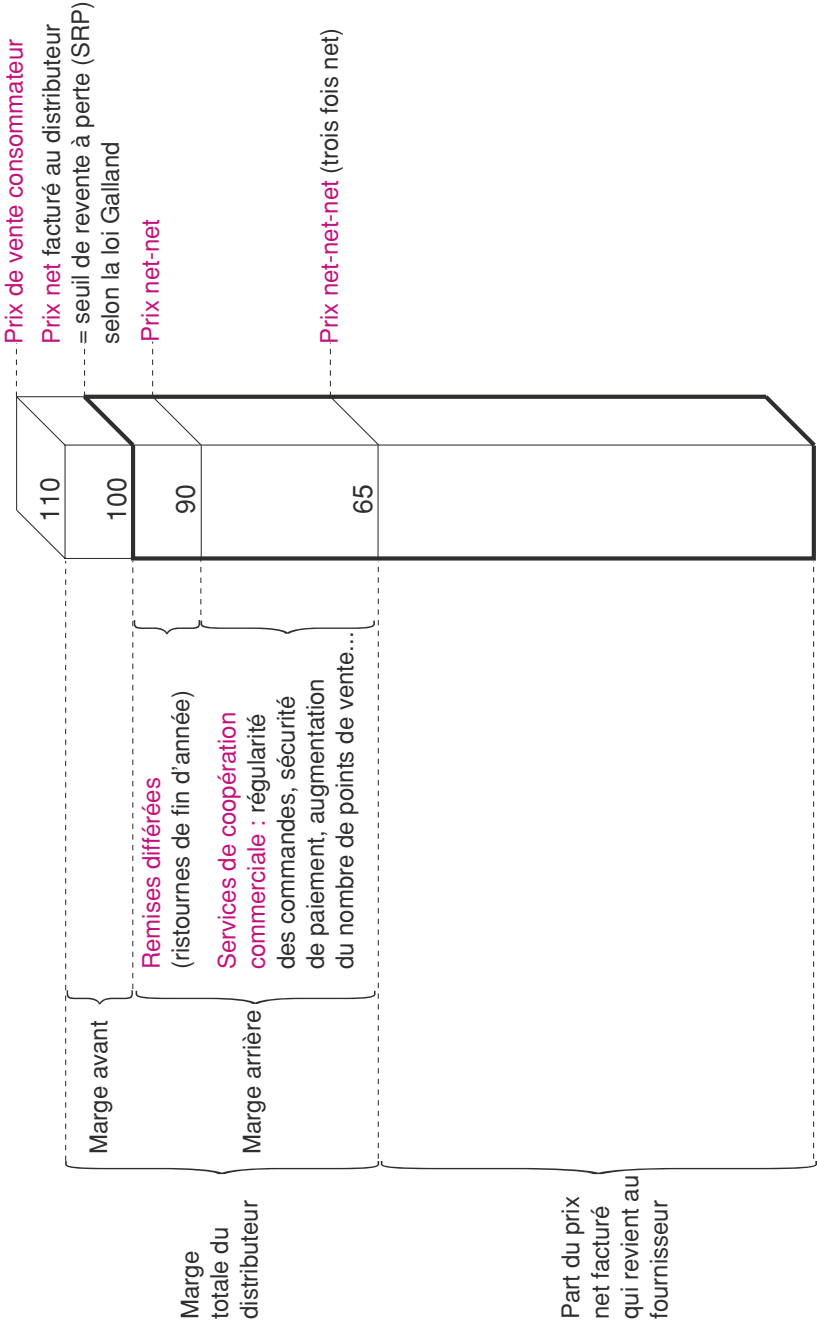 Prix de vente consommateur
Prix net facturé au distributeur
= seuil de revente à perte (SRP)
selon la loi Galland
Prix net-net
Prix net-net-net (trois fois net)
110
100
90
65
Remises différées
(ristournes de fin d’année)
Services de coopération
commerciale : régularité
des commandes, sécurité
de paiement, augmentation
du nombre de points de vente...
Marge avant
Marge arrière
Marge
totale du
distributeur
Part du prix
net facturé
qui revient au
fournisseur